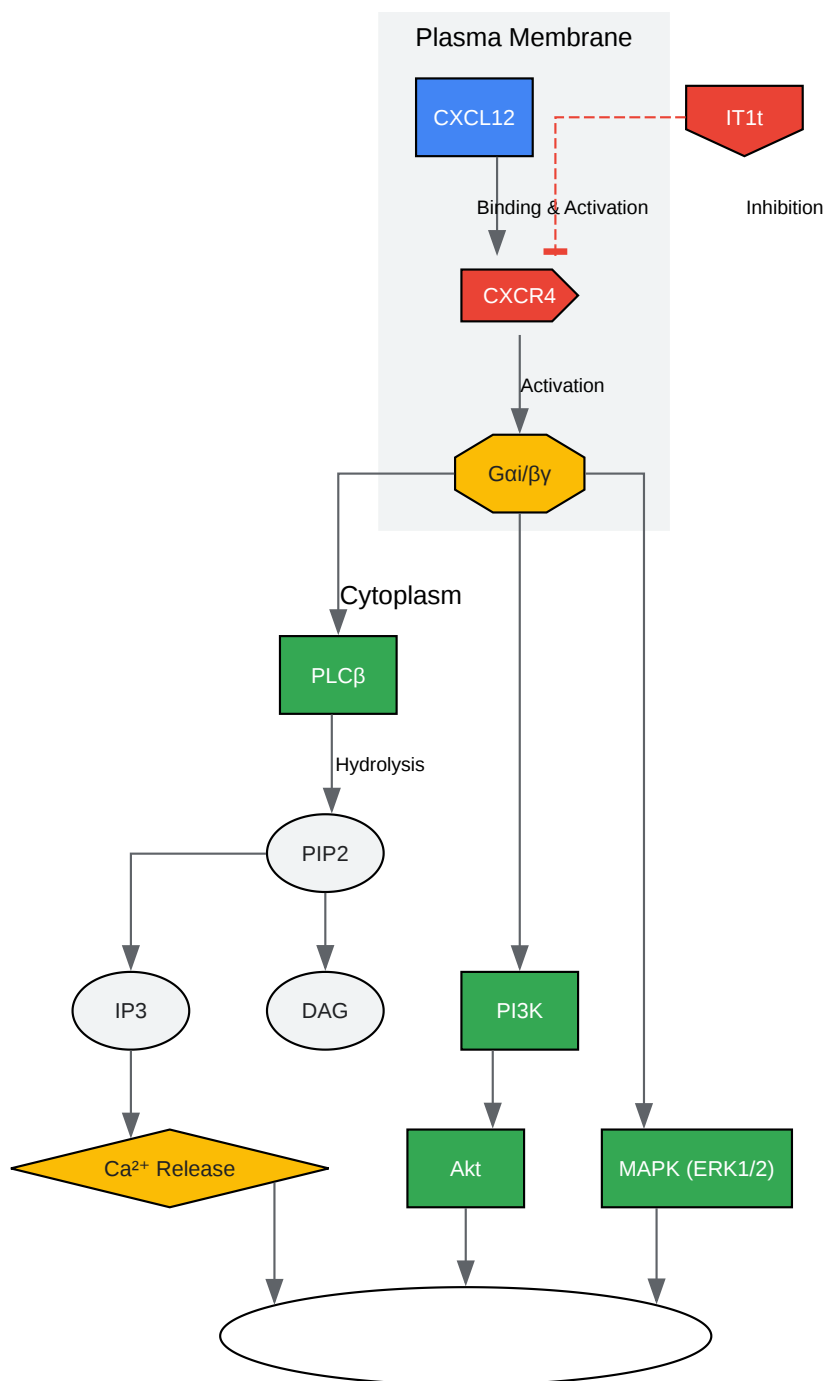 Plasma Membrane
CXCL12
IT1t
Binding & Activation
Inhibition
CXCR4
Activation
Gαi/βγ
Cytoplasm
PLCβ
Hydrolysis
PIP2
IP3
DAG
PI3K
Ca²⁺ Release
Akt
MAPK (ERK1/2)